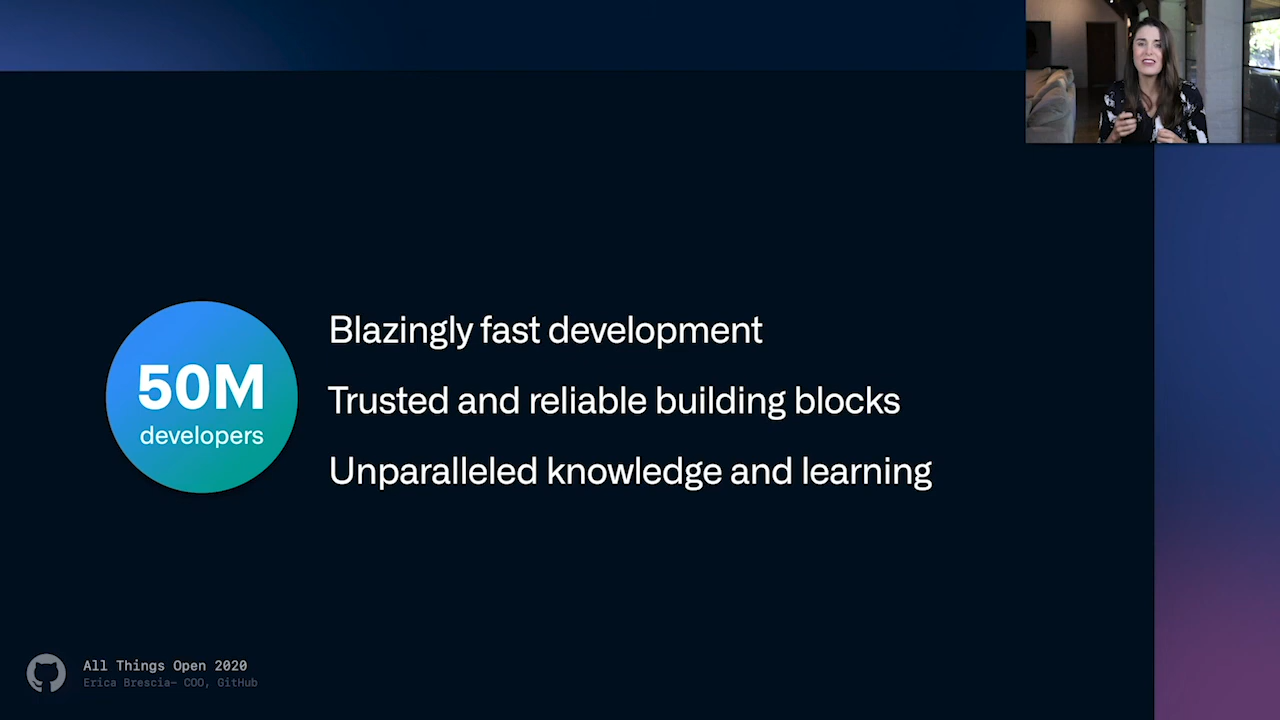 50M
developers
Blazingly fast development
Trusted and reliable building blocks
Unparalleled knowledge and learning
All Things Open 2020
Erica Brescia– COO, GitHub